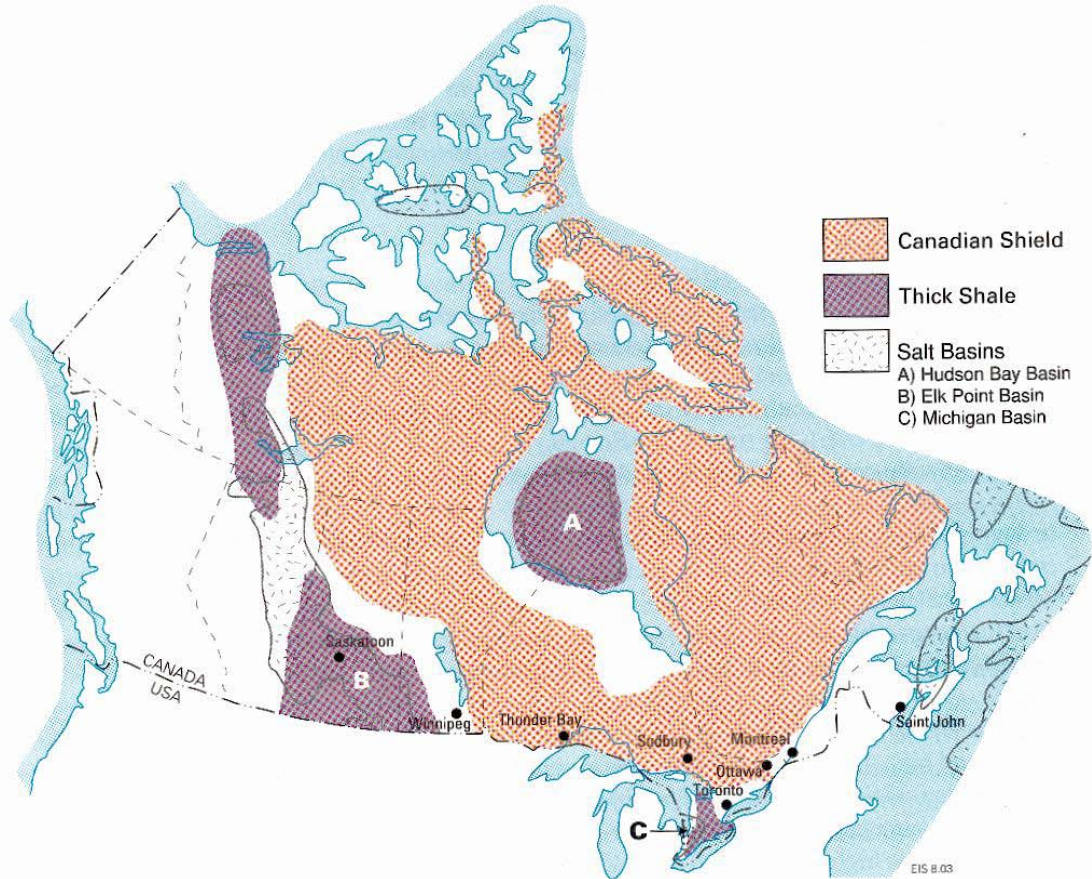 Canadian Shield
Thick Shale
Salt Basins
A) Hudson Bay Basin
B) Elk Point Basin
C) Michigan Basin
A
Saskatoon
B
CANADA
USA
Winnipeg
Thunder Bay
Sudbury
Montreal
Ottawa
Toronto
Saint John
C
EIS 8.03